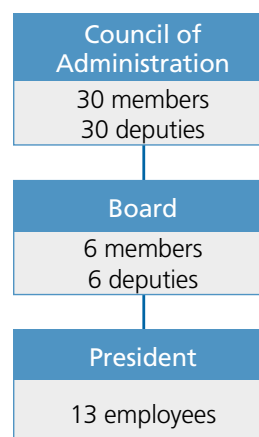 Council of
Administration
30 members
30 deputies
Board
6 members
6 deputies
President
13 employees